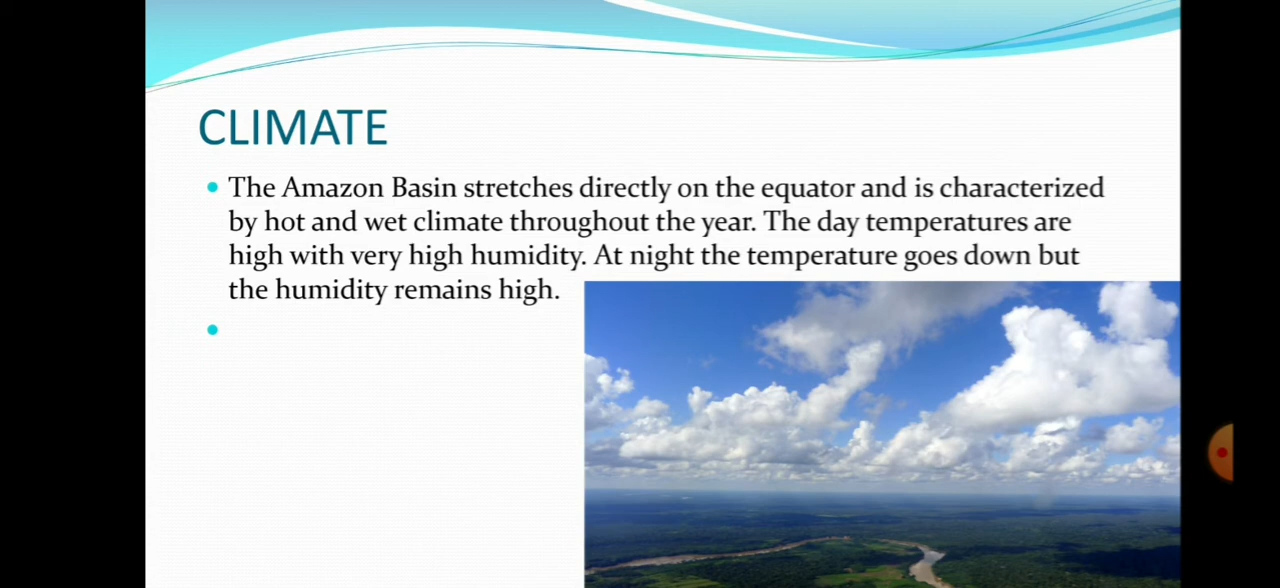 CLIMATE
The Amazon Basin stretches directly on the equator and is characterized
by hot and wet climate throughout the year. The day temperatures are
high with very high humidity. At night the temperature goes down but
the humidity remains high.